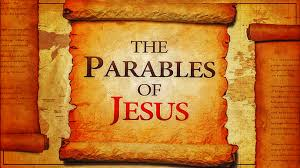 THE
PARABLES
OF
JESUS